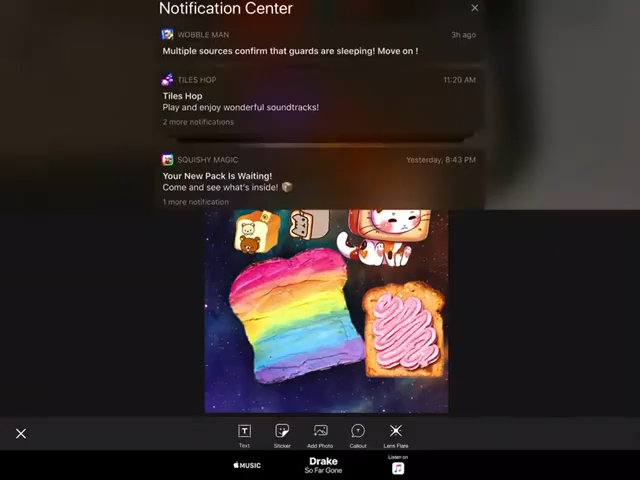 Notification Center
WOBBLE MAN 3h ago
Multiple sources confirm that guards are sleeping! Move on !
TILES HOP 11:20 AM
Tiles Hop
Play and enjoy wonderful soundtracks!
2 more notifications
SQUISHY MAGIC Yesterday, 8:43 PM
Your New Pack Is Waiting!
Come and see what's inside! 📦
1 more notification
Text Sticker Add Photo Callout Lens Flare
MUSIC
Drake
So Far Gone
Listen on